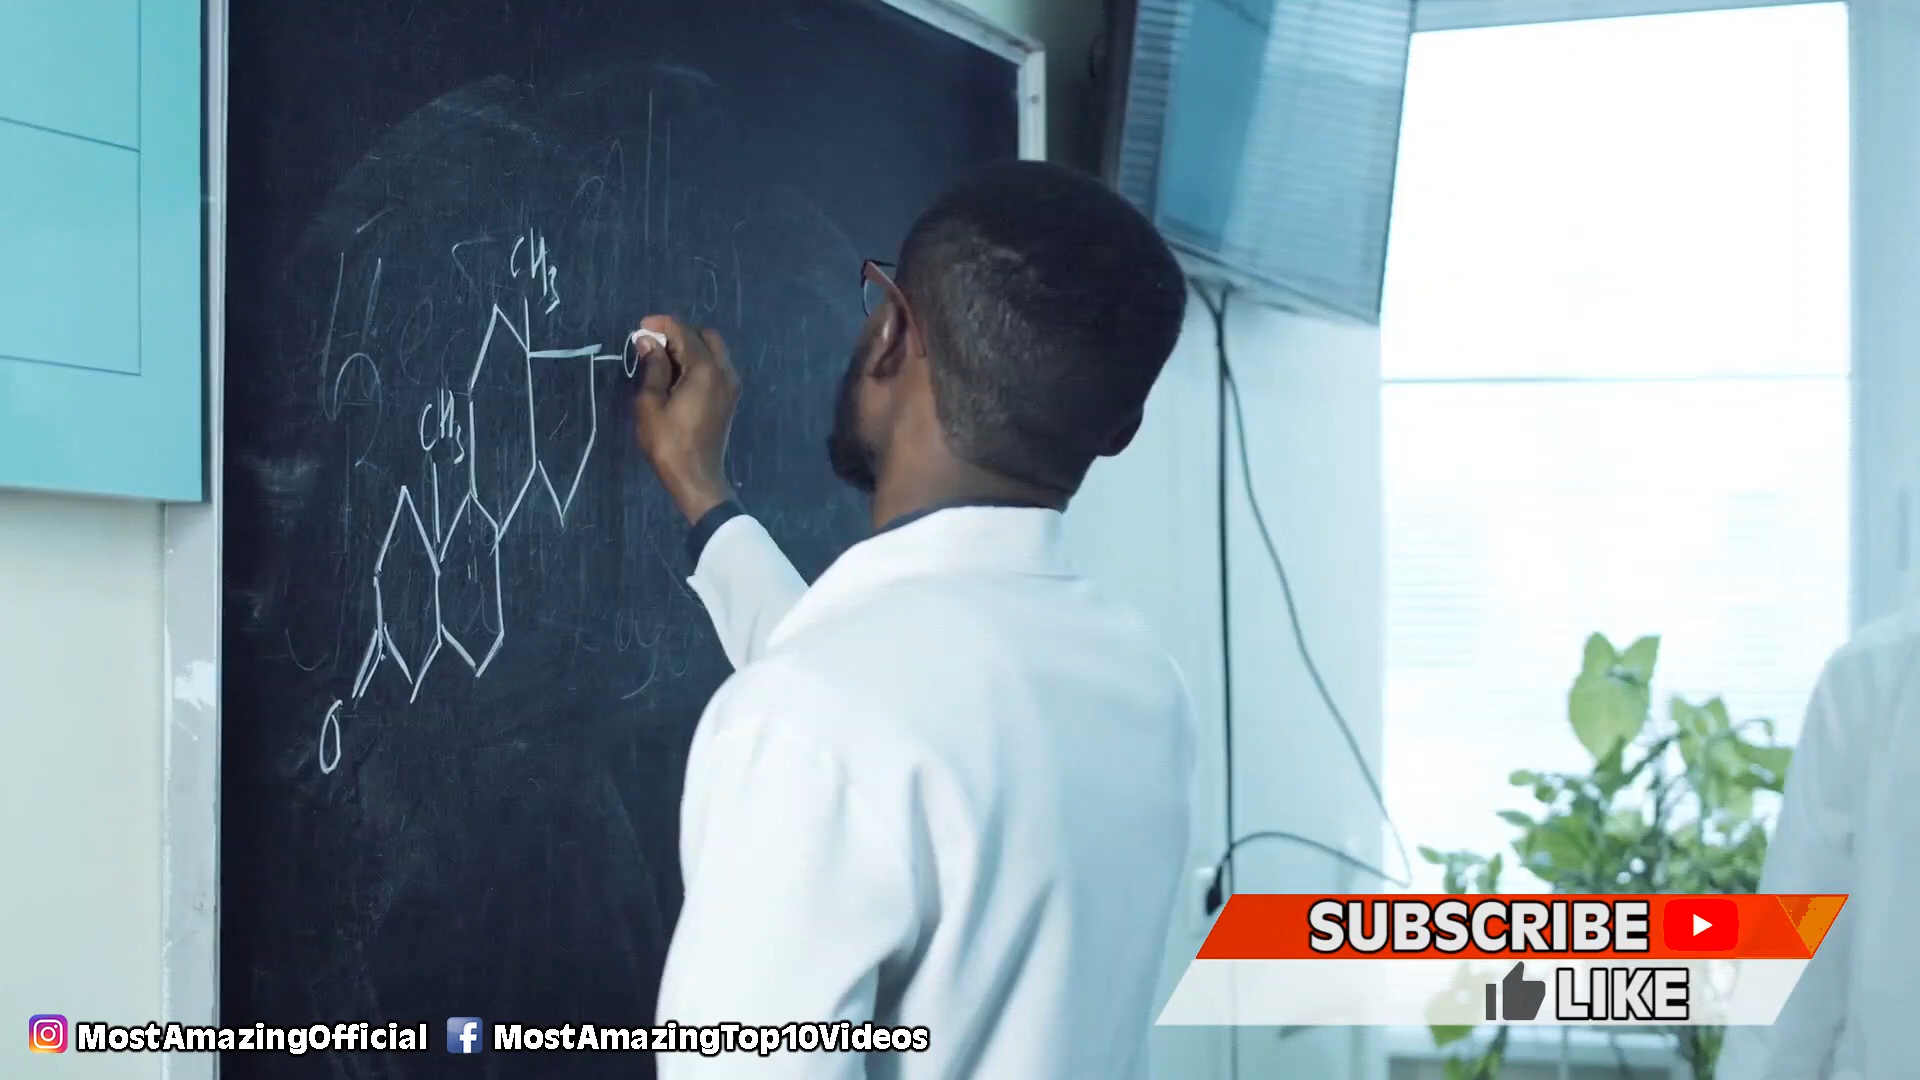 CH3
CH3
O
O
SUBSCRIBE
LIKE
MostAmazingOfficial
MostAmazingTop10Videos